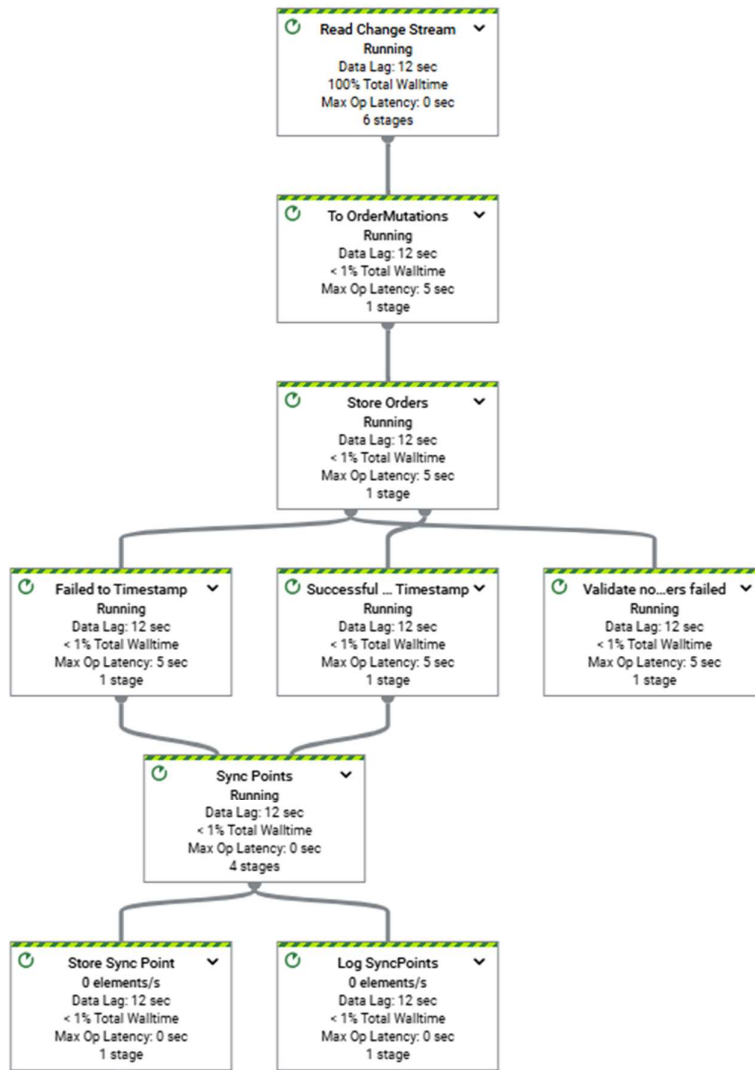 Read Change Stream
Running
Data Lag: 12 sec
100% Total Walltime
Max Op Latency: 0 sec
6 stages
To OrderMutations
Running
Data Lag: 12 sec
< 1% Total Walltime
Max Op Latency: 5 sec
1 stage
Store Orders
Running
Data Lag: 12 sec
< 1% Total Walltime
Max Op Latency: 5 sec
1 stage
Failed to Timestamp
Running
Data Lag: 12 sec
< 1% Total Walltime
Max Op Latency: 5 sec
1 stage
Successful ... Timestamp
Running
Data Lag: 12 sec
< 1% Total Walltime
Max Op Latency: 5 sec
1 stage
Validate no...ers failed
Running
Data Lag: 12 sec
< 1% Total Walltime
Max Op Latency: 5 sec
1 stage
Sync Points
Running
Data Lag: 12 sec
< 1% Total Walltime
Max Op Latency: 0 sec
4 stages
Store Sync Point
0 elements/s
Data Lag: 12 sec
< 1% Total Walltime
Max Op Latency: 0 sec
1 stage
Log SyncPoints
0 elements/s
Data Lag: 12 sec
< 1% Total Walltime
Max Op Latency: 0 sec
1 stage